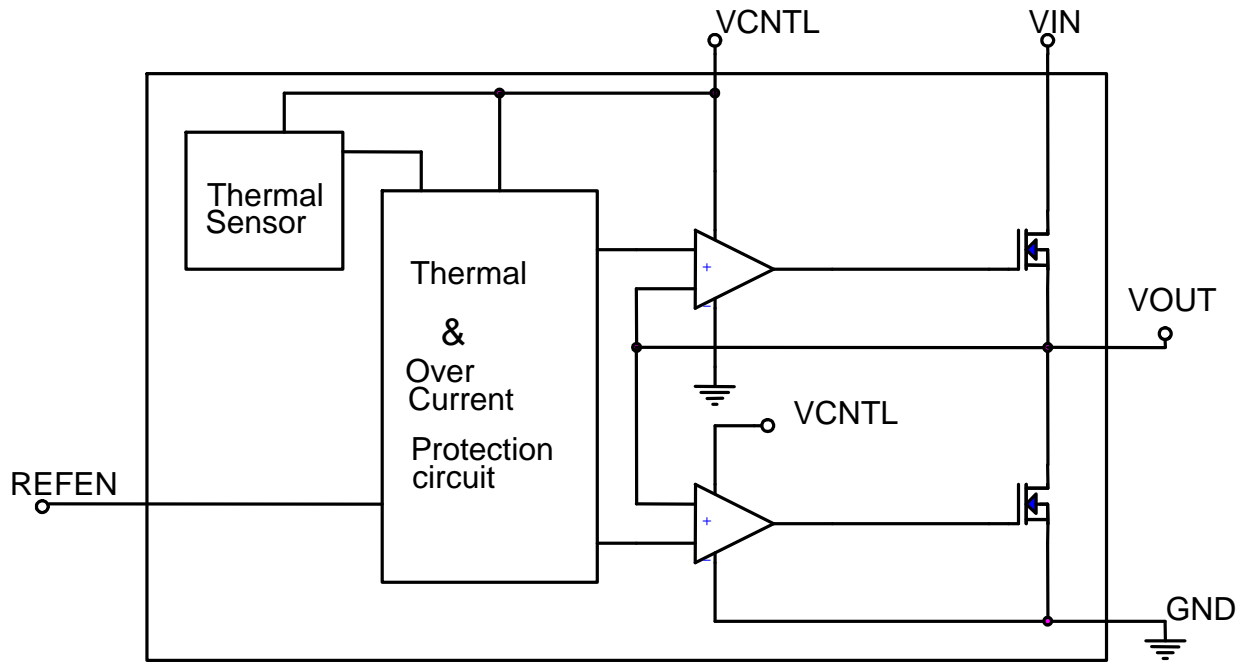 VCNTL
VIN
Thermal
Sensor
Thermal
&
Over
Current
Protection
circuit
+
−
VOUT
VCNTL
REFEN
+
−
GND